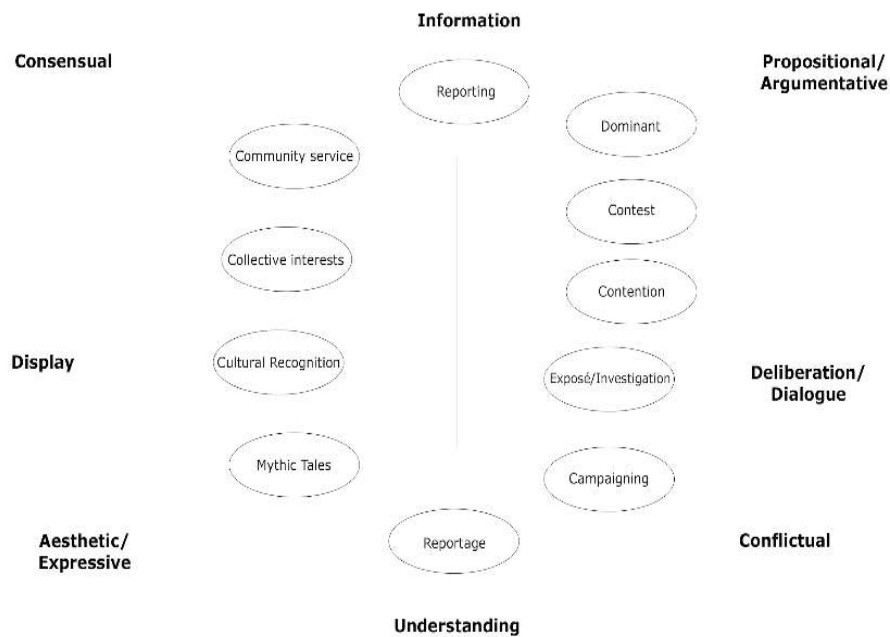 Information
Consensual
Propositional/
Argumentative
Reporting
Dominant
Community service
Contest
Collective interests
Contention
Display
Cultural Recognition
Exposé/Investigation
Deliberation/
Dialogue
Mythic Tales
Campaigning
Aesthetic/
Expressive
Reportage
Conflictual
Understanding